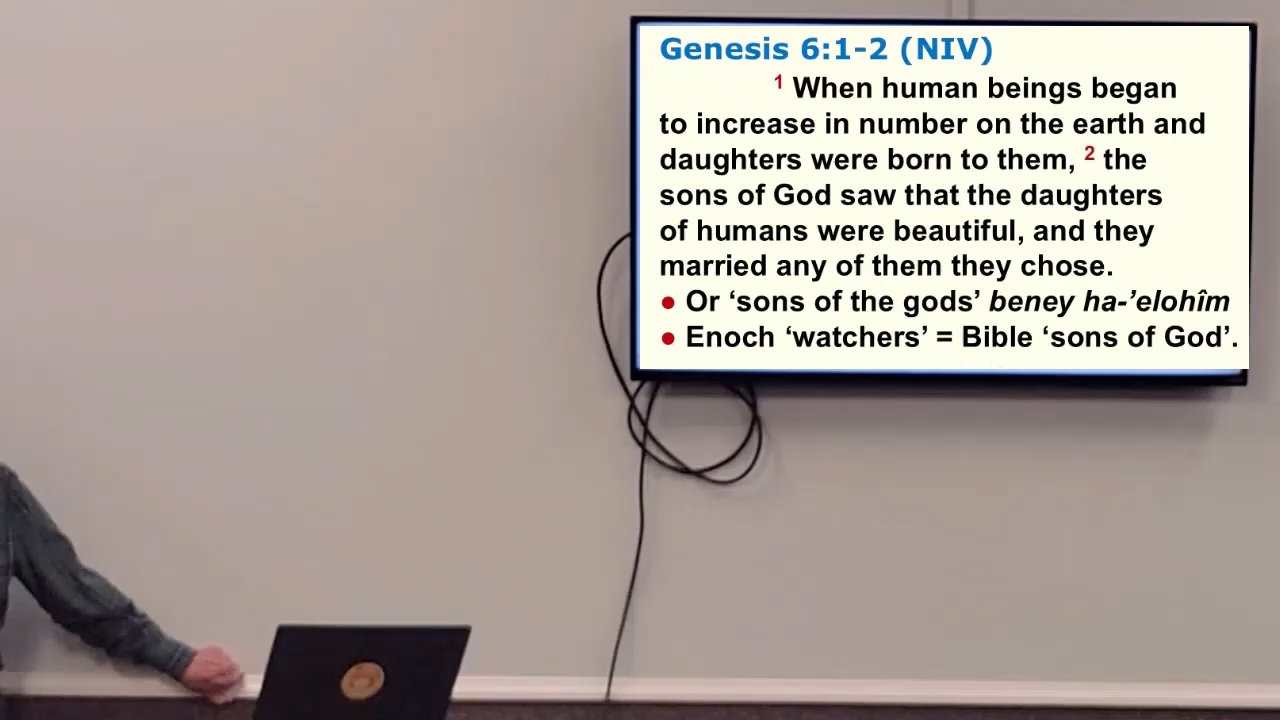 Genesis 6:1-2 (NIV)
1 When human beings began
to increase in number on the earth and
daughters were born to them, 2 the
sons of God saw that the daughters
of humans were beautiful, and they
married any of them they chose.
● Or ‘sons of the gods’ beney ha-’elohîm
● Enoch ‘watchers’ = Bible ‘sons of God’.